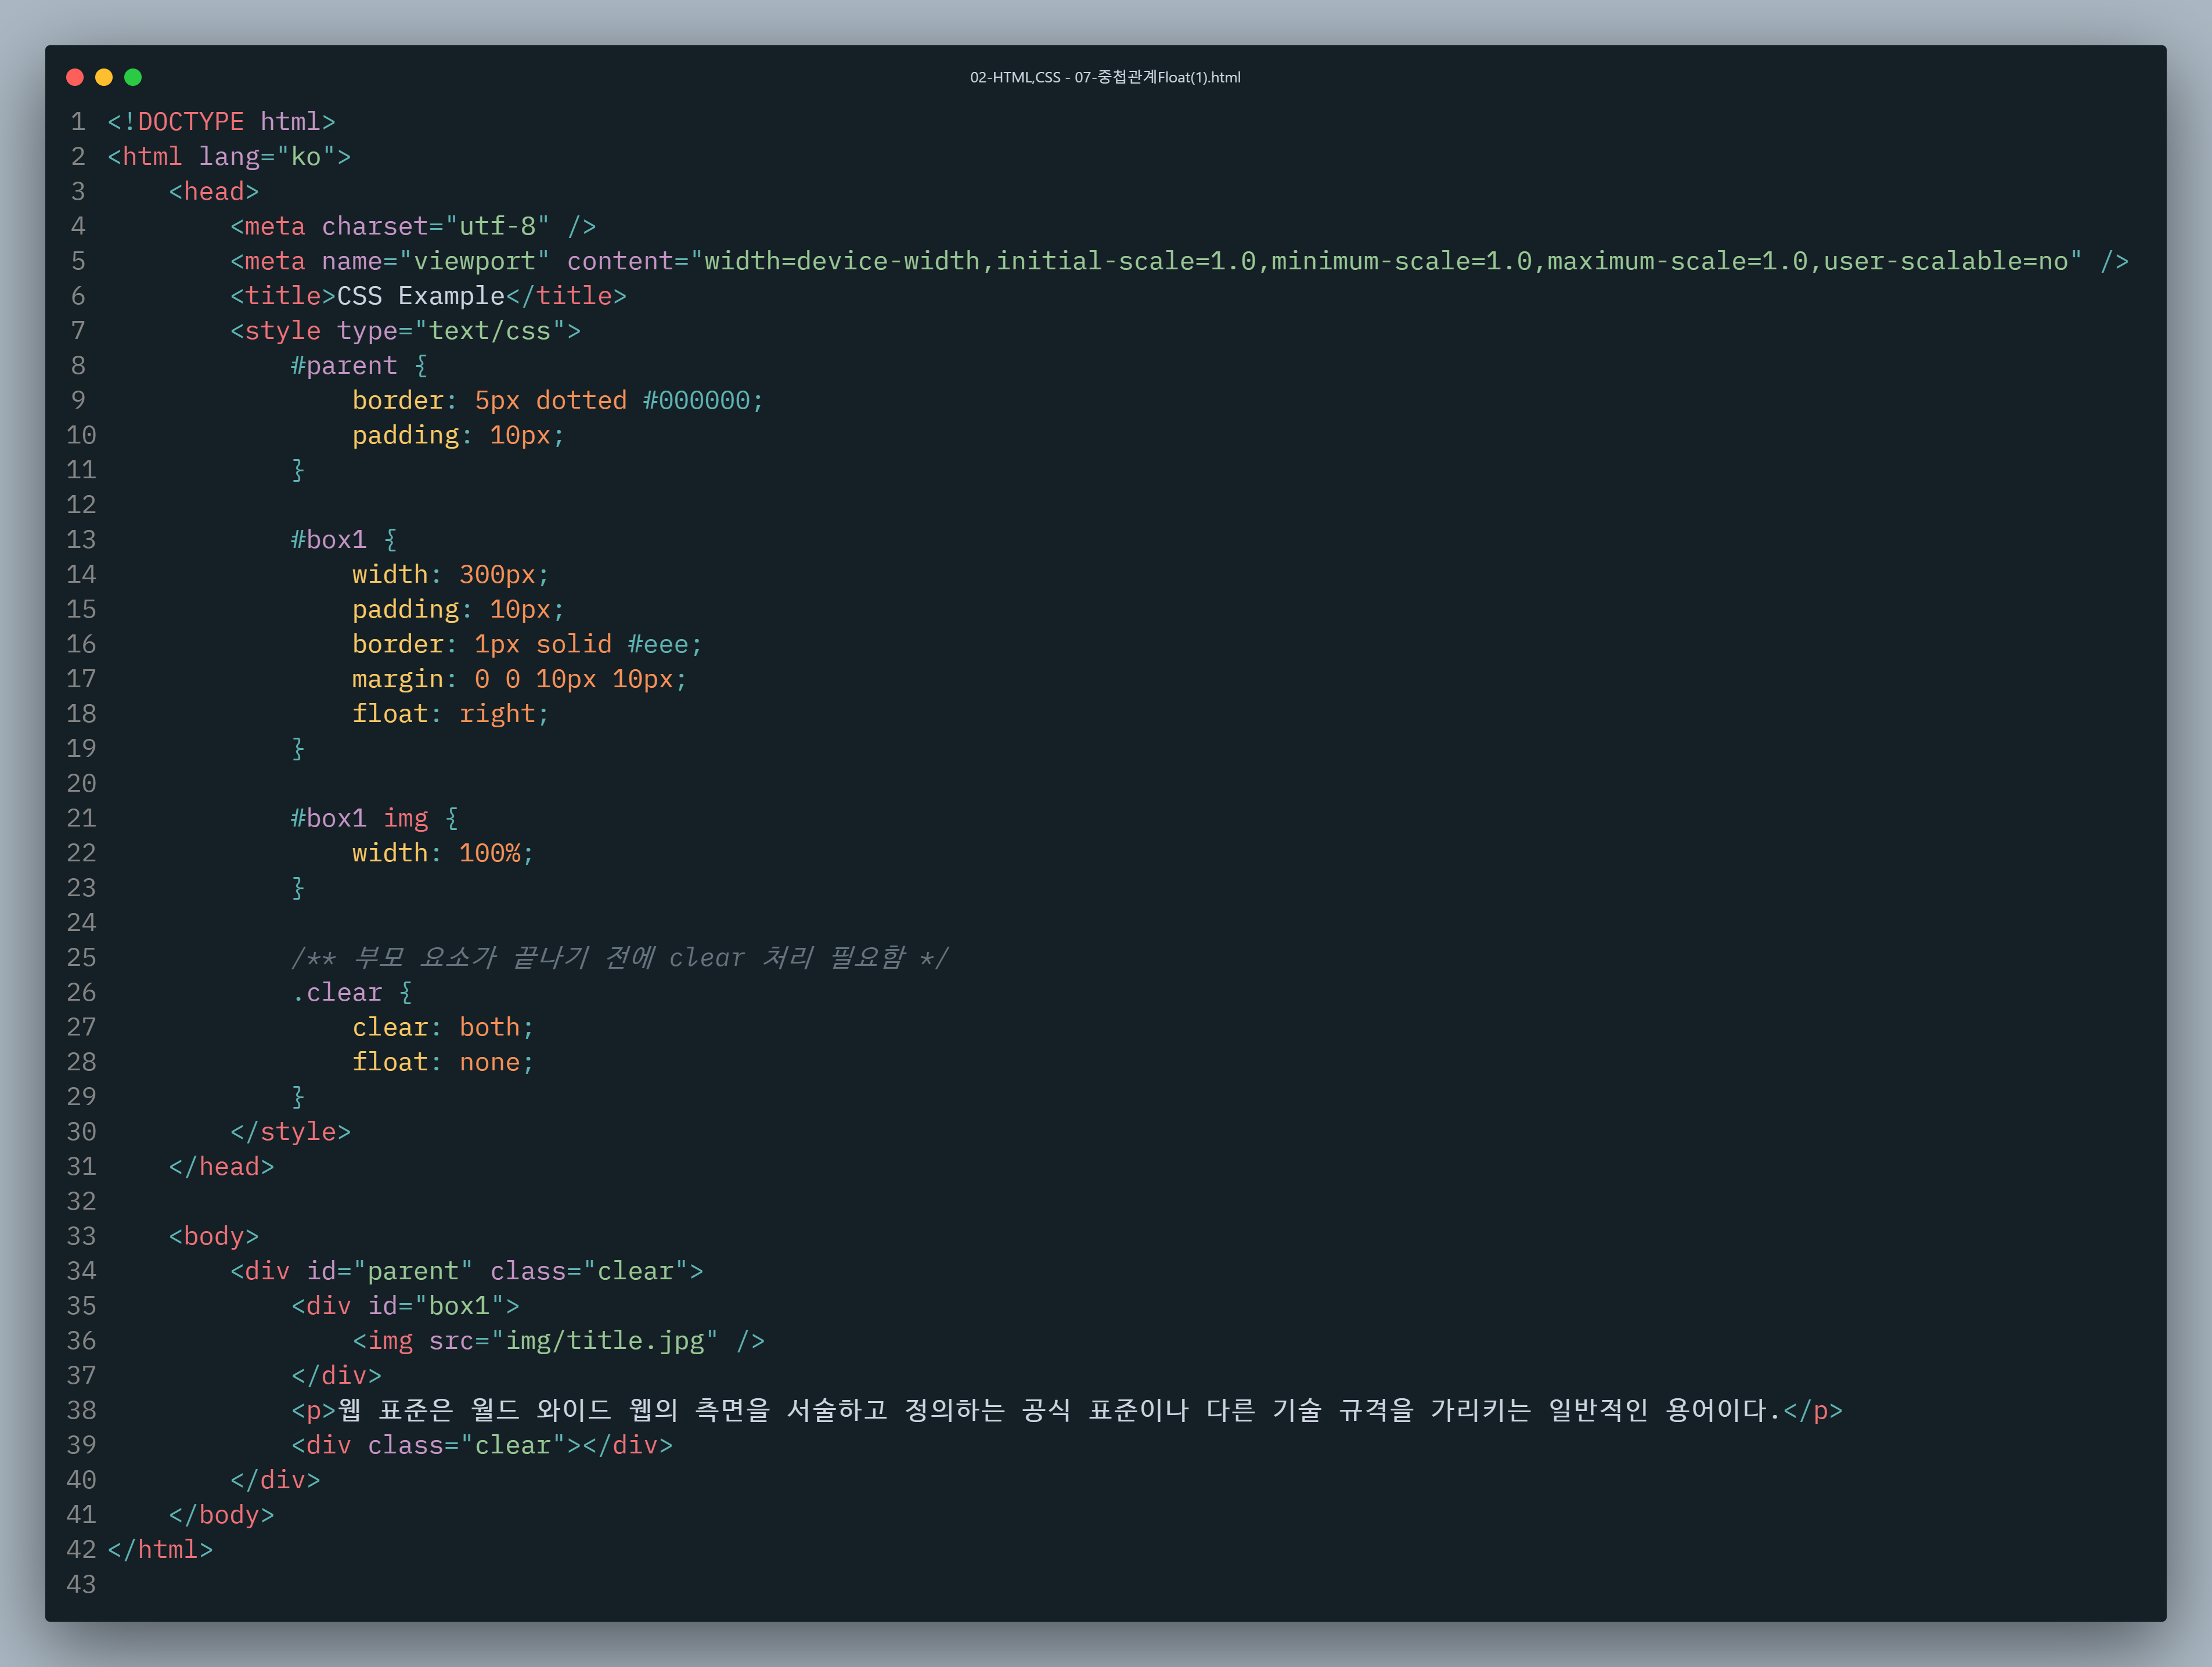 02-HTML,CSS - 07-중첩관계Float(1).html
1 <!DOCTYPE html>
2 <html lang="ko">
3     <head>
4         <meta charset="utf-8" />
5         <meta name="viewport" content="width=device-width,initial-scale=1.0,minimum-scale=1.0,maximum-scale=1.0,user-scalable=no" />
6         <title>CSS Example</title>
7         <style type="text/css">
8             #parent {
9                 border: 5px dotted #000000;
10                 padding: 10px;
11             }
12
13             #box1 {
14                 width: 300px;
15                 padding: 10px;
16                 border: 1px solid #eee;
17                 margin: 0 0 10px 10px;
18                 float: right;
19             }
20
21             #box1 img {
22                 width: 100%;
23             }
24
25             /** 부모 요소가 끝나기 전에 clear 처리 필요함 */
26             .clear {
27                 clear: both;
28                 float: none;
29             }
30         </style>
31     </head>
32
33     <body>
34         <div id="parent" class="clear">
35             <div id="box1">
36                 <img src="img/title.jpg" />
37             </div>
38             <p>웹 표준은 월드 와이드 웹의 측면을 서술하고 정의하는 공식 표준이나 다른 기술 규격을 가리키는 일반적인 용어이다.</p>
39             <div class="clear"></div>
40         </div>
41     </body>
42 </html>
43